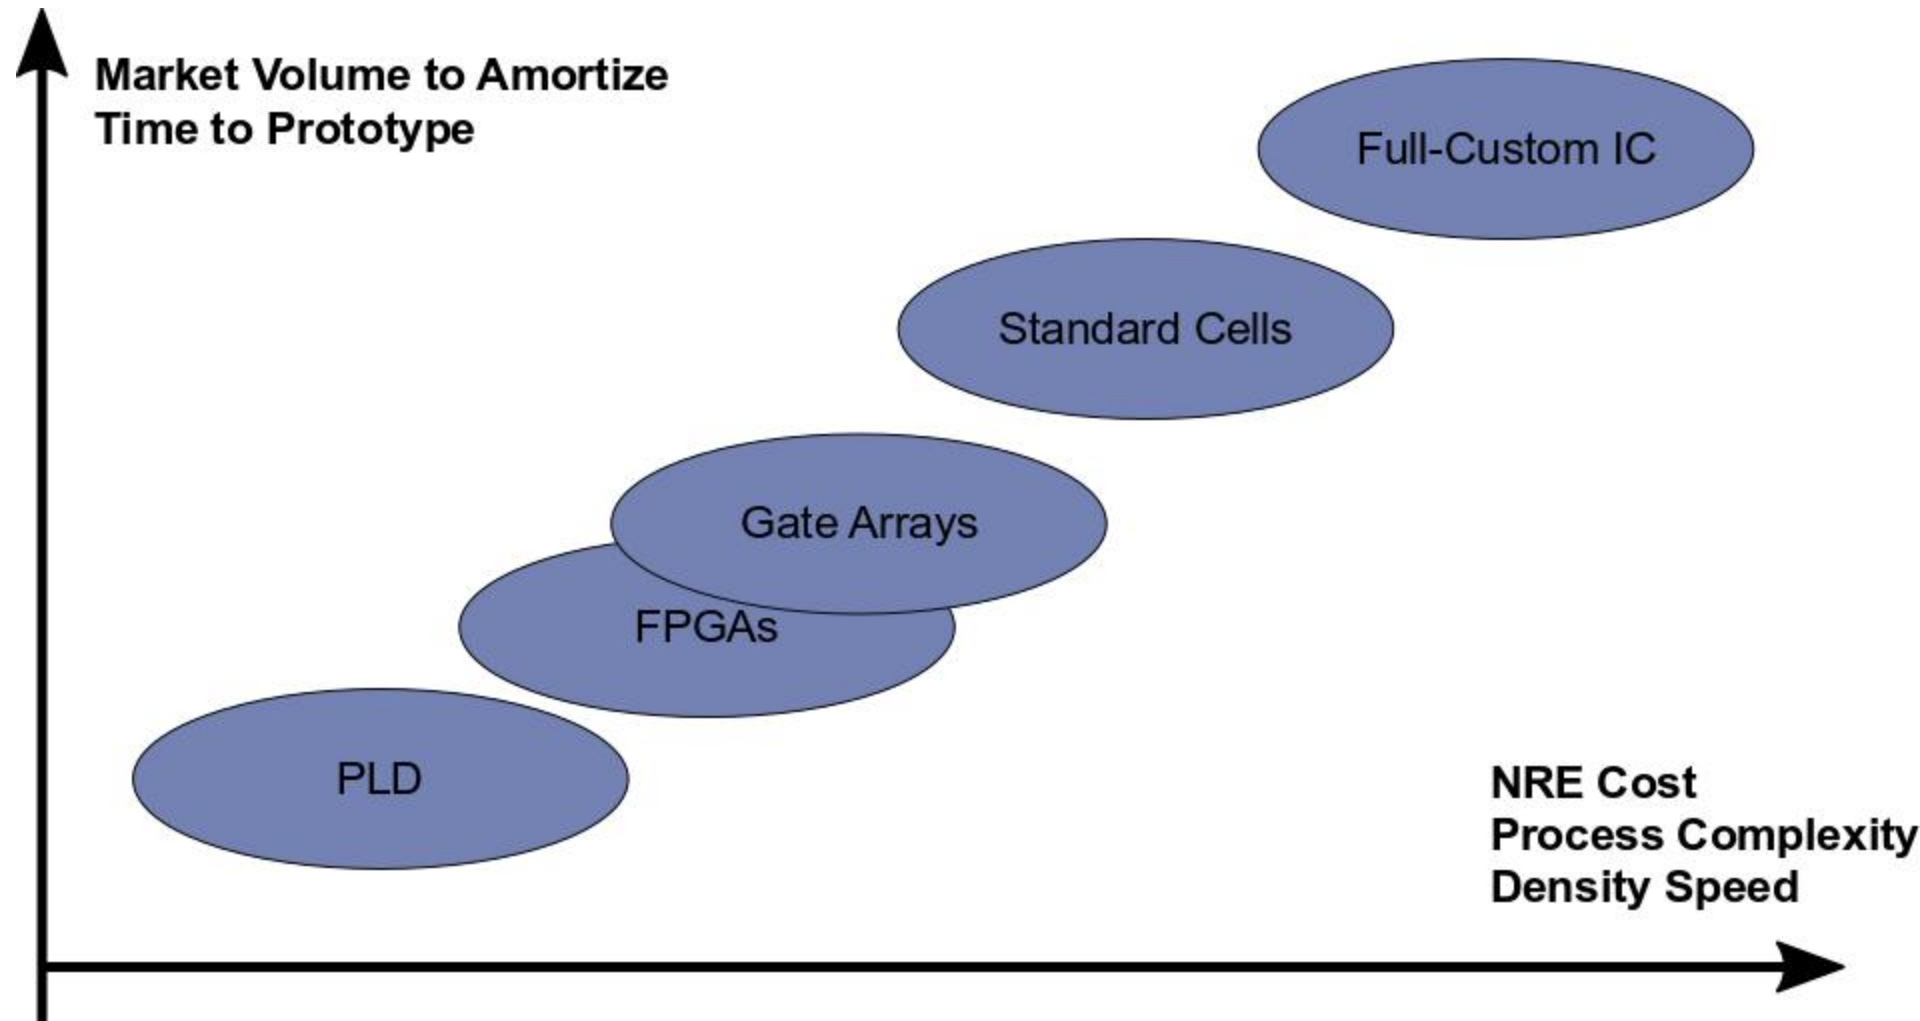 Market Volume to Amortize
Time to Prototype
Full-Custom IC
Standard Cells
Gate Arrays
FPGAs
PLD
NRE Cost
Process Complexity
Density Speed